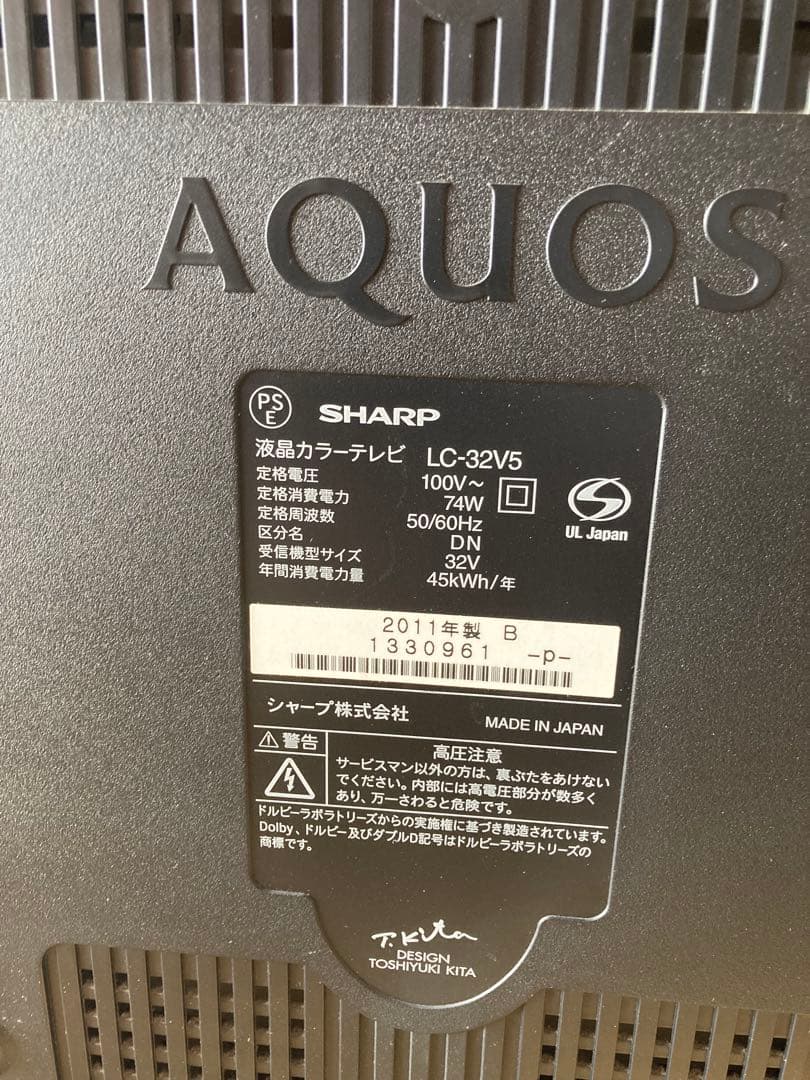 AQUOS
PS
E
SHARP
液晶カラーテレビ LC-32V5
定格電圧 100V～
定格消費電力 74W
定格周波数 50/60Hz
区分名 DN
受信機型サイズ 32V
年間消費電力量 45kWh/年
UL Japan
2011年製 B
1330961 -p-
シャープ株式会社 MADE IN JAPAN
警告
高圧注意
サービスマン以外の方は、裏ぶたをあけない
でください。内部には高電圧部分が数多く
あり、万一さわると危険です。
ドルビーラボラトリーズからの実施権に基づき製造されています。
Dolby、ドルビー及びダブルD記号はドルビーラボラトリーズの
商標です。
T.Kita
DESIGN
TOSHIYUKI KITA